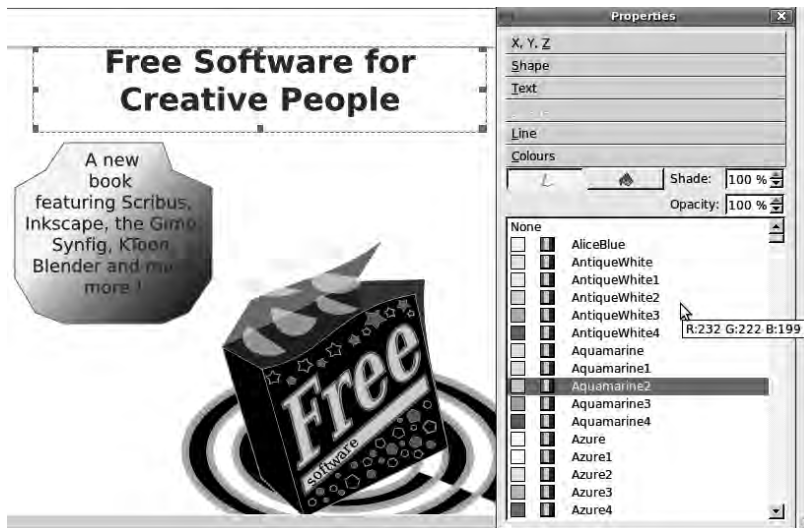 Free Software for
Creative People
A new
book
featuring Scribus,
Inkscape, the Gimp,
Synfig, KToon,
Blender and
more !
Free
software
Properties
X, Y, Z
Shape
Text
Line
Colours
Shade: 100 %
Opacity: 100 %
None
AliceBlue
AntiqueWhite
AntiqueWhite1
AntiqueWhite2
AntiqueWhite3
AntiqueWhite4
R:232 G:222 B:199
Aquamarine
Aquamarine1
Aquamarine2
Aquamarine3
Aquamarine4
Azure
Azure1
Azure2
Azure3
Azure4